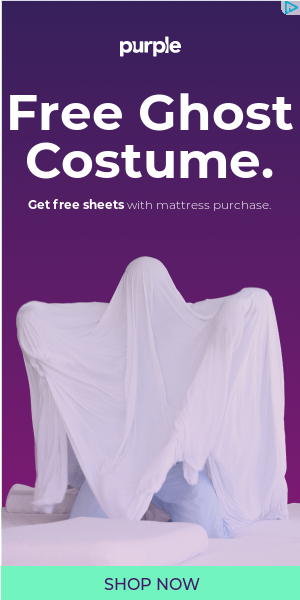 purple
Free Ghost
Costume.
Get free sheets with mattress purchase.
SHOP NOW